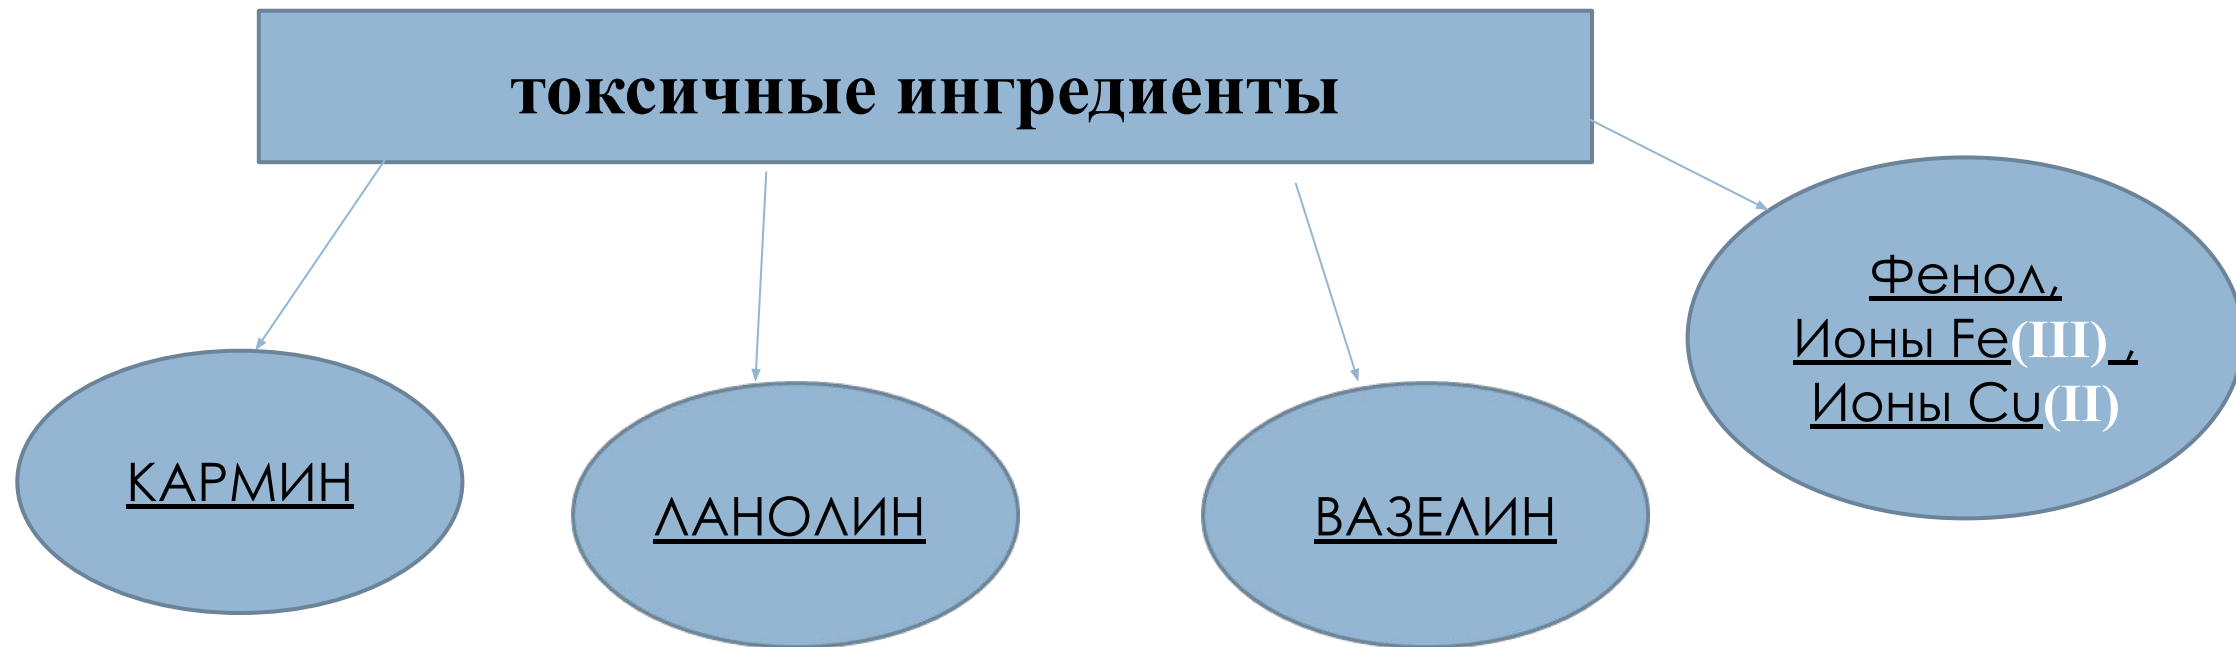 токсичные ингредиенты
Фенол,
Ионы Fe(III) ,
Ионы Cu(II)
КАРМИН
ЛАНОЛИН
ВАЗЕЛИН